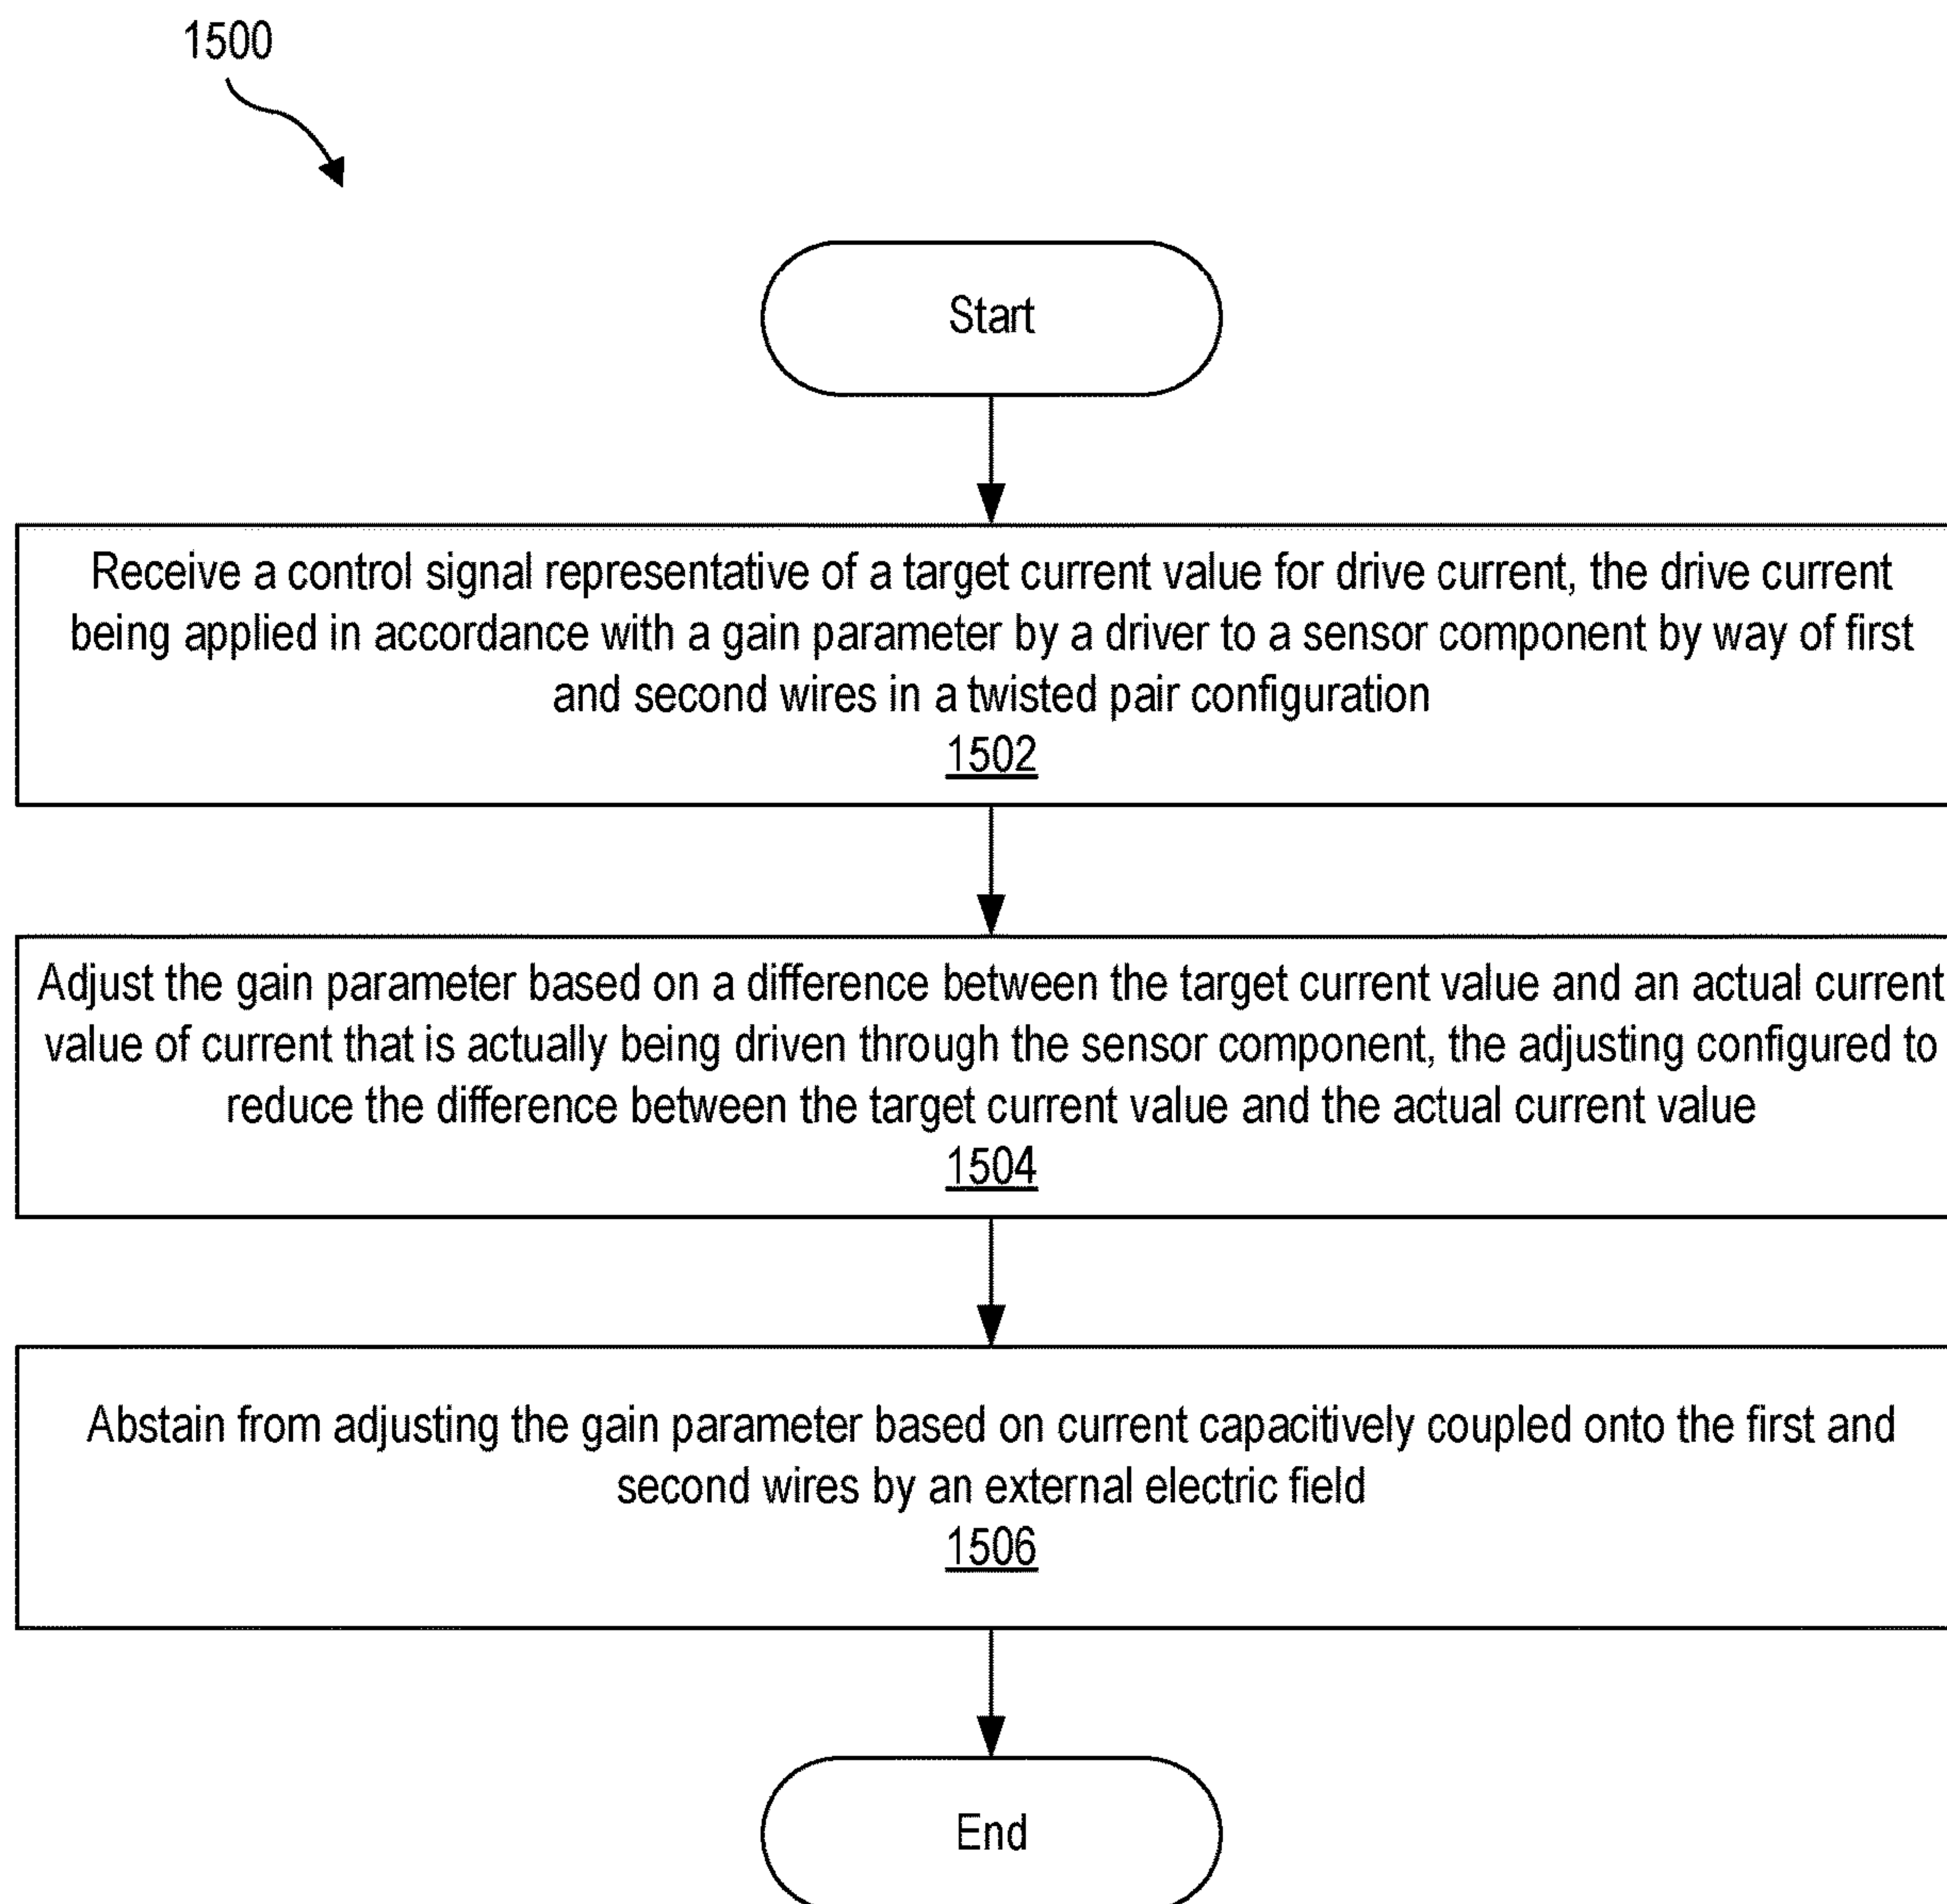 1500
Start
Receive a control signal representative of a target current value for drive current, the drive current
being applied in accordance with a gain parameter by a driver to a sensor component by way of first
and second wires in a twisted pair configuration
1502
Adjust the gain parameter based on a difference between the target current value and an actual current
value of current that is actually being driven through the sensor component, the adjusting configured to
reduce the difference between the target current value and the actual current value
1504
Abstain from adjusting the gain parameter based on current capacitively coupled onto the first and
second wires by an external electric field
1506
End